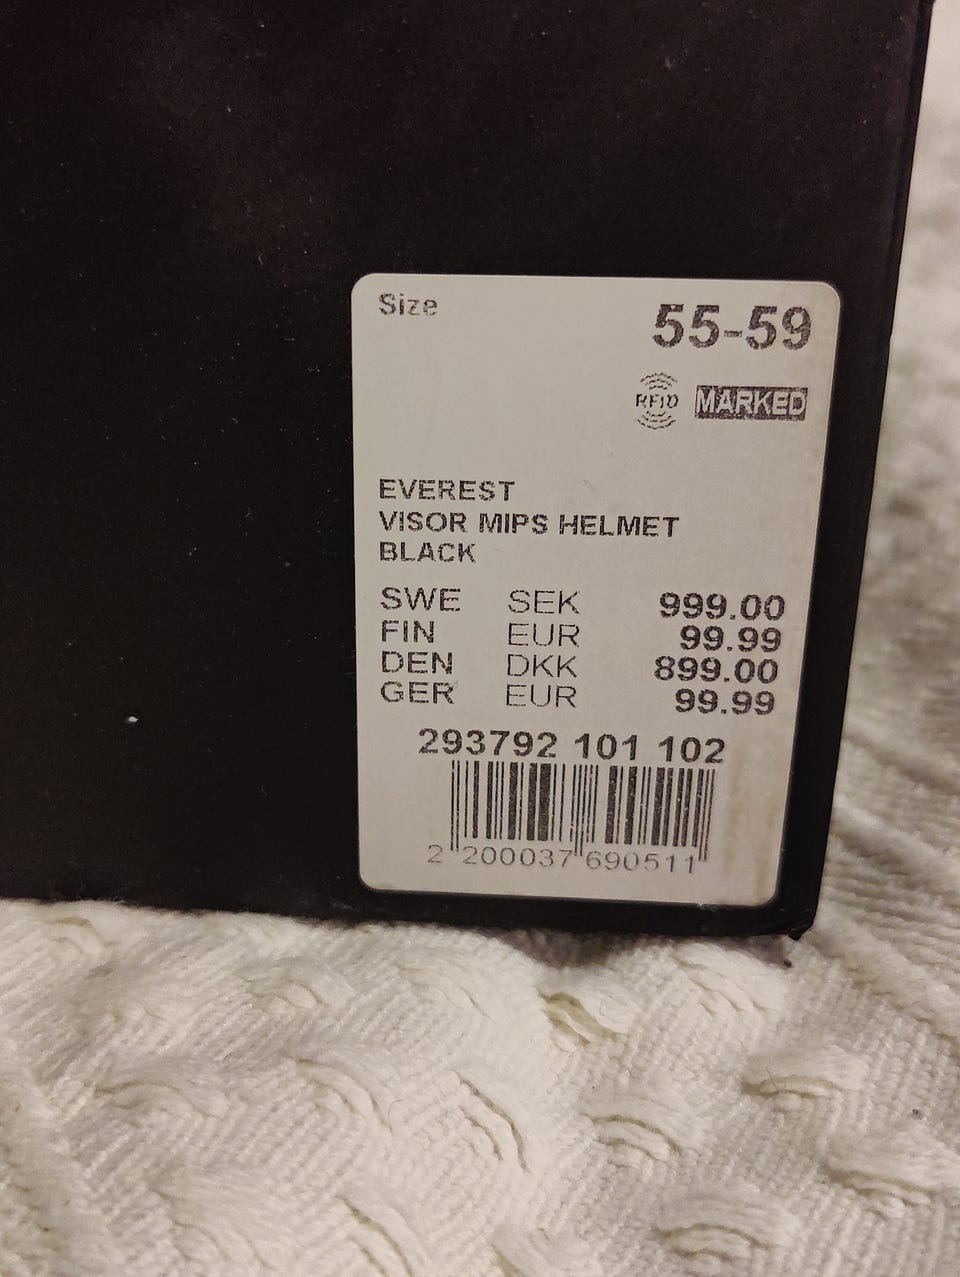 Size
55-59
RFID MARKED
EVEREST
VISOR MIPS HELMET
BLACK
SWE SEK 999.00
FIN EUR 99.99
DEN DKK 899.00
GER EUR 99.99
293792 101 102
2 200037 690511